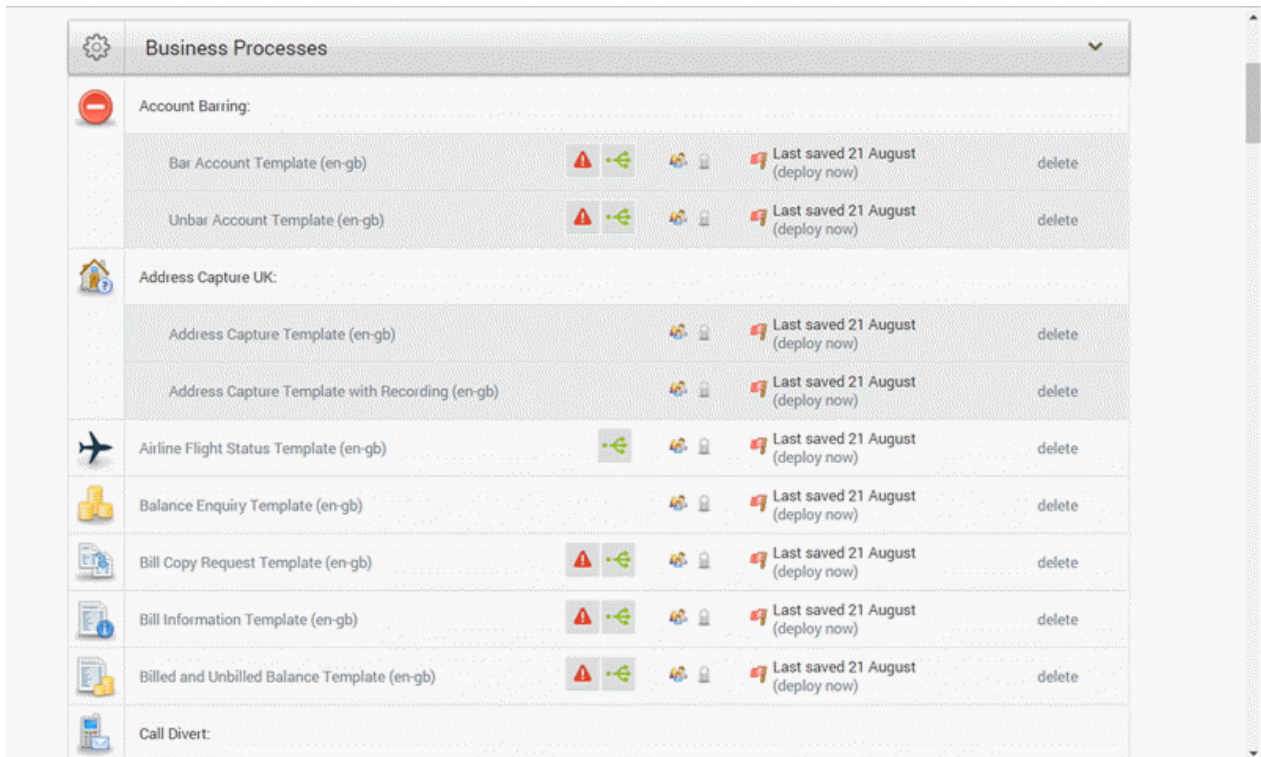 Business Processes
Account Barring:
Bar Account Template (en-gb)
Last saved 21 August
(deploy now)
delete
Unbar Account Template (en-gb)
Last saved 21 August
(deploy now)
delete
Address Capture UK:
Address Capture Template (en-gb)
Last saved 21 August
(deploy now)
delete
Address Capture Template with Recording (en-gb)
Last saved 21 August
(deploy now)
delete
Airline Flight Status Template (en-gb)
Last saved 21 August
(deploy now)
delete
Balance Enquiry Template (en-gb)
Last saved 21 August
(deploy now)
delete
Bill Copy Request Template (en-gb)
Last saved 21 August
(deploy now)
delete
Bill Information Template (en-gb)
Last saved 21 August
(deploy now)
delete
Billed and Unbilled Balance Template (en-gb)
Last saved 21 August
(deploy now)
delete
Call Divert: